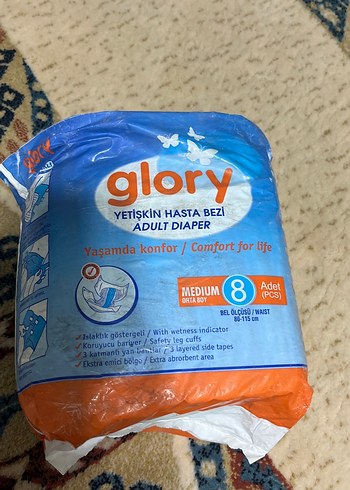 glory
glory
YETİŞKİN HASTA BEZİ
ADULT DIAPER
Yaşamda konfor / Comfort for life
MEDIUM
ORTA BOY
8
Adet
(PCS)
BEL ÖLÇÜSÜ / WAIST
80-115 cm
Islaklık göstergeli / With wetness indicator
Koruyucu bariyer / Safety leg cuffs
3 katmanlı yan bantlar / 3 layered side tapes
Ekstra emici bölge / Extra absorbent area